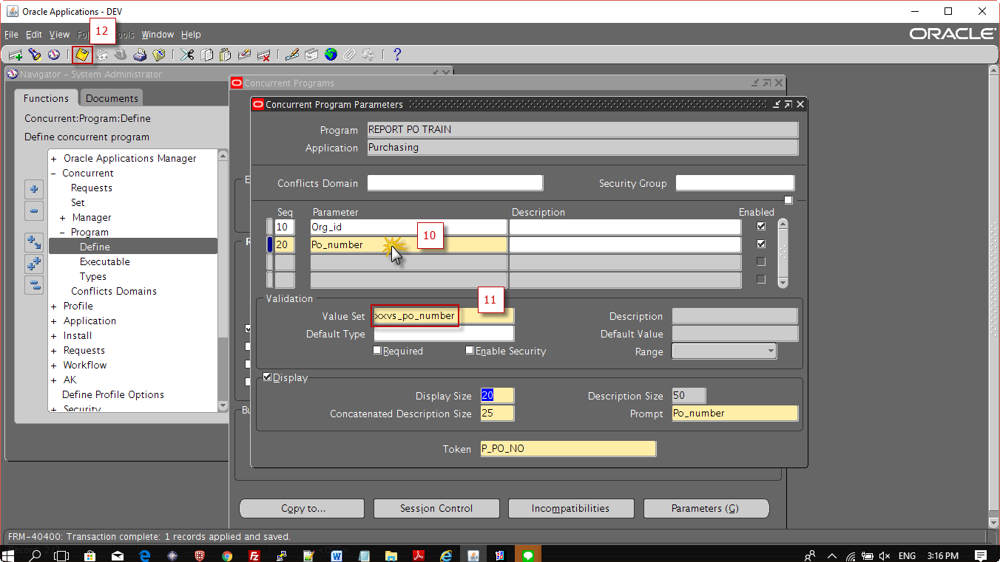 Oracle Applications - DEV
12
File Edit View Tools Window Help
ORACLE
Navigator – System Administrator
Functions Documents
Concurrent:Program:Define
Define concurrent program
+ Oracle Applications Manager
– Concurrent
Requests
Set
+ Manager
– Program
Define
Executable
Types
Conflicts Domains
+ Profile
+ Application
+ Install
+ Requests
+ Workflow
+ AK
Define Profile Options
+ Security
Concurrent Programs
Concurrent Program Parameters
Program REPORT PO TRAIN
Application Purchasing
Conflicts Domain Security Group
Seq Parameter Description Enabled
10 Org_id
20 Po_number
10
Validation
11
Value Set xxvs_po_number Description
Default Type Default Value
Required Enable Security Range
Display
Display Size 20 Description Size 50
Concatenated Description Size 25 Prompt Po_number
Token P_PO_NO
Copy to... Session Control Incompatibilities Parameters (G)
FRM-40400: Transaction complete: 1 records applied and saved.
ENG 3:16 PM